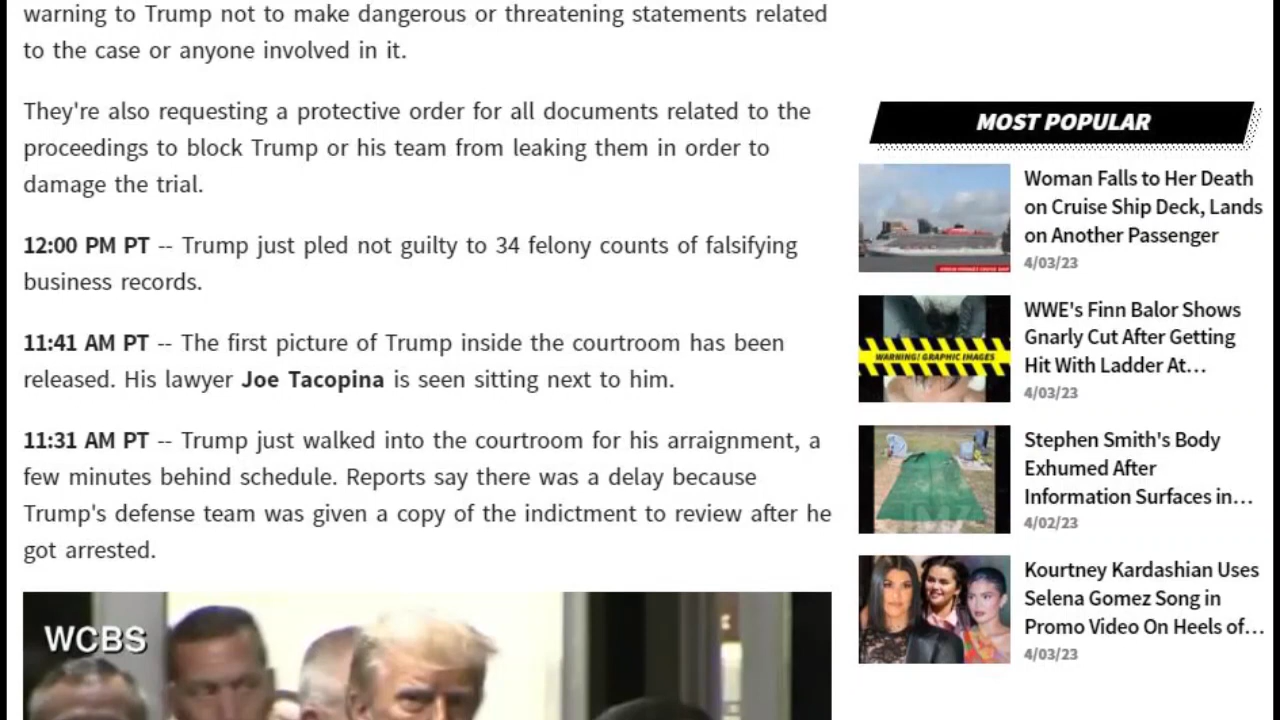 warning to Trump not to make dangerous or threatening statements related
to the case or anyone involved in it.
They're also requesting a protective order for all documents related to the
proceedings to block Trump or his team from leaking them in order to
damage the trial.
12:00 PM PT -- Trump just pled not guilty to 34 felony counts of falsifying
business records.
11:41 AM PT -- The first picture of Trump inside the courtroom has been
released. His lawyer Joe Tacopina is seen sitting next to him.
11:31 AM PT -- Trump just walked into the courtroom for his arraignment, a
few minutes behind schedule. Reports say there was a delay because
Trump's defense team was given a copy of the indictment to review after he
got arrested.
WCBS
MOST POPULAR
Woman Falls to Her Death
on Cruise Ship Deck, Lands
on Another Passenger
4/03/23
WARNING! GRAPHIC IMAGES
WWE's Finn Balor Shows
Gnarly Cut After Getting
Hit With Ladder At...
4/03/23
Stephen Smith's Body
Exhumed After
Information Surfaces in...
4/02/23
Kourtney Kardashian Uses
Selena Gomez Song in
Promo Video On Heels of...
4/03/23